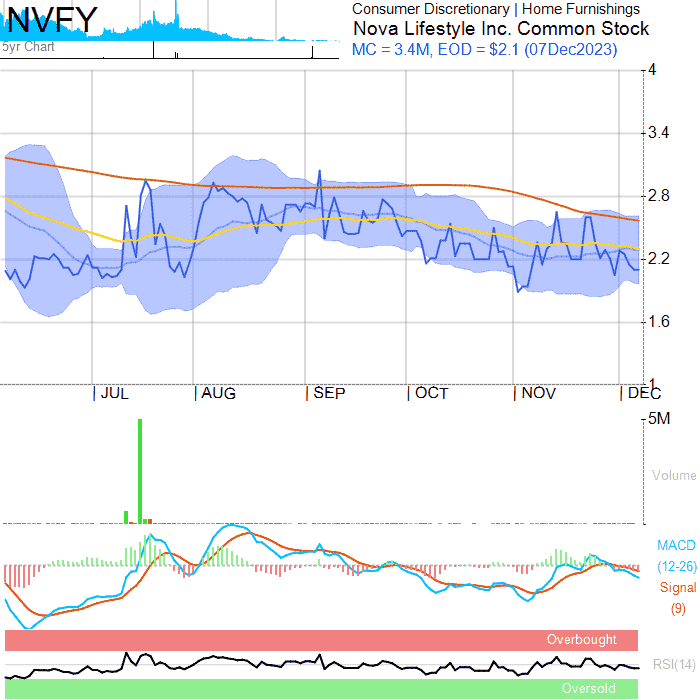 NVFY
5yr Chart
Consumer Discretionary | Home Furnishings
Nova Lifestyle Inc. Common Stock
MC = 3.4M, EOD = $2.1 (07Dec2023)
4
3.4
2.8
2.2
1.6
1
JUL AUG SEP OCT NOV DEC
5M
Volume
MACD
(12-26)
Signal
(9)
Overbought
RSI(14)
Oversold